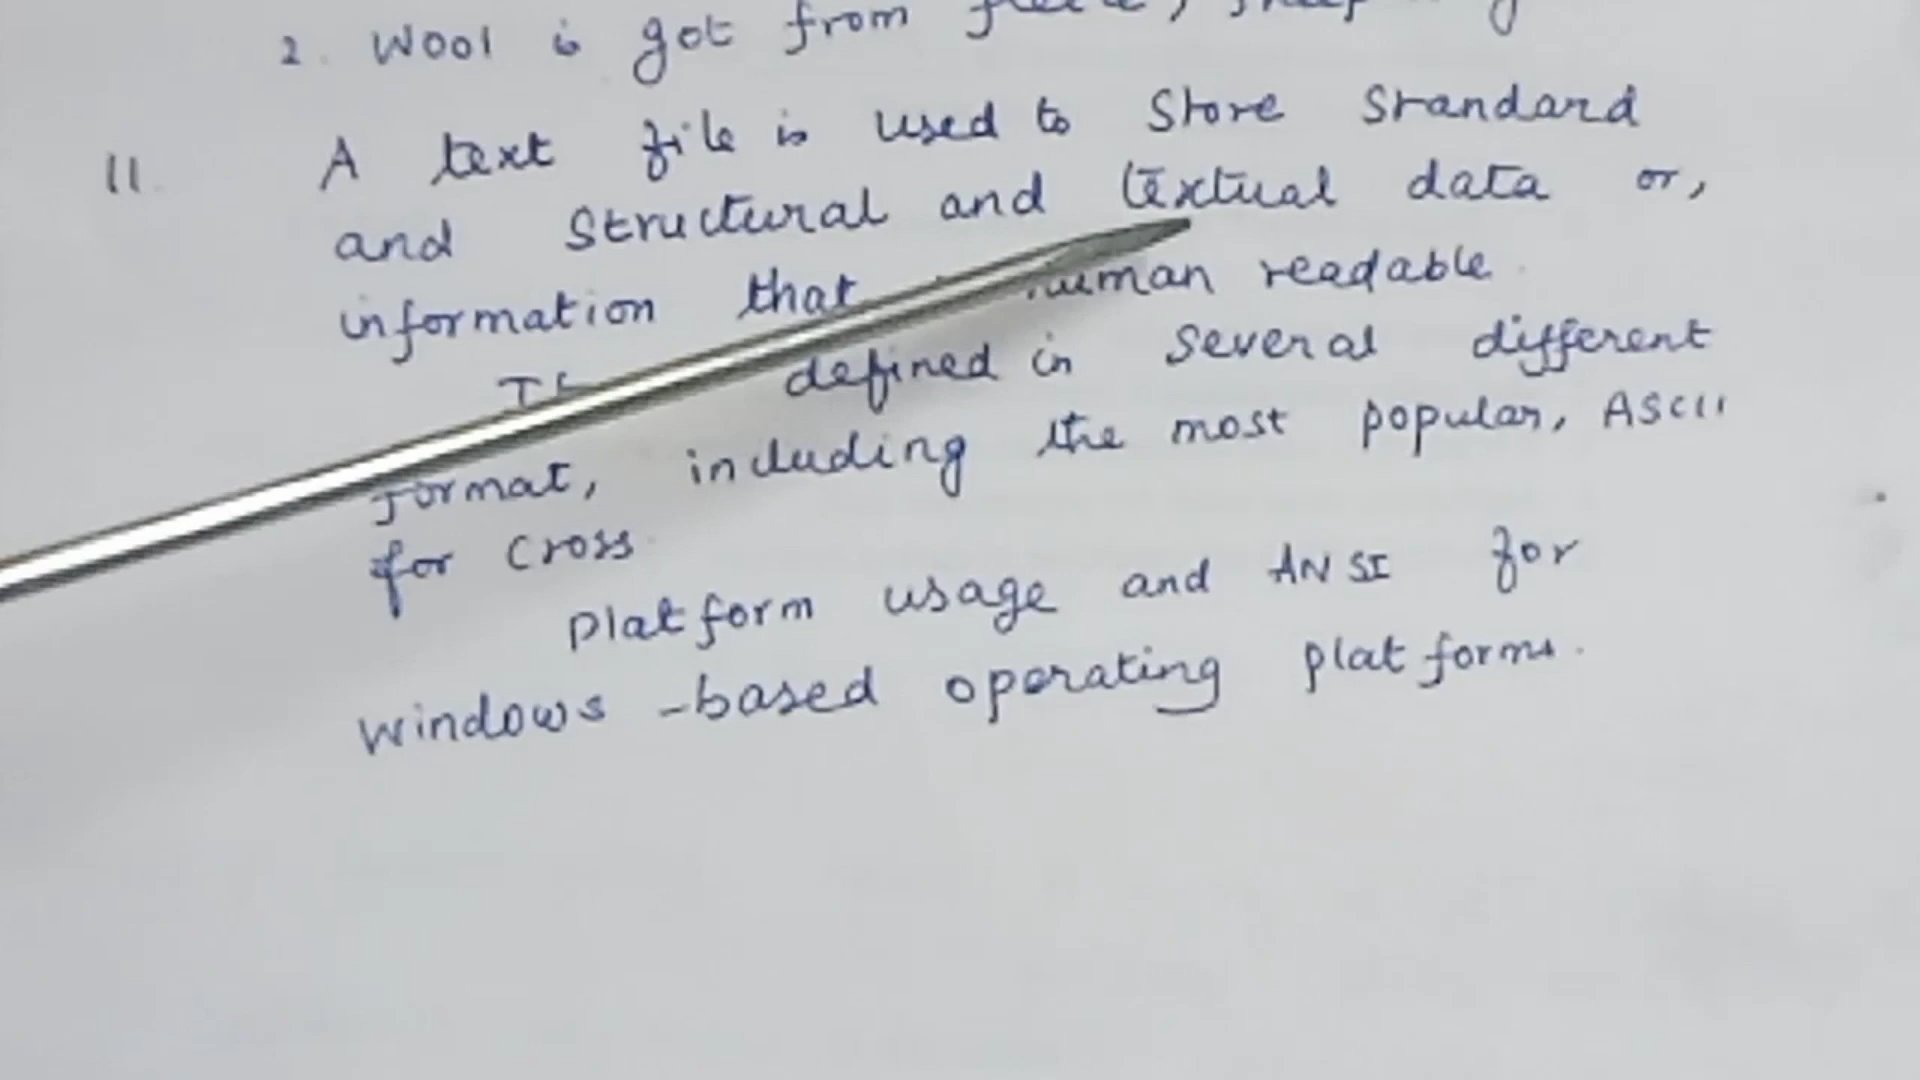 2. Wool is got from
11. A text file is used to Store Standard
and Structural and textual data or,
information that human readable.
defined in several different
format, including the most popular, ASCII
for Cross
Platform usage and ANSI for
Windows -based operating platforms.